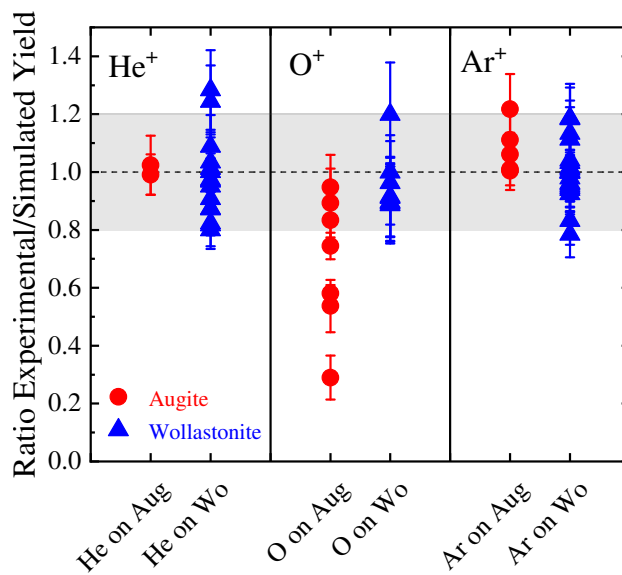 Ratio Experimental/Simulated Yield
1.4
1.2
1.0
0.8
0.6
0.4
0.2
0.0
He⁺
O⁺
Ar⁺
Augite
Wollastonite
He on Aug
He on Wo
O on Aug
O on Wo
Ar on Aug
Ar on Wo